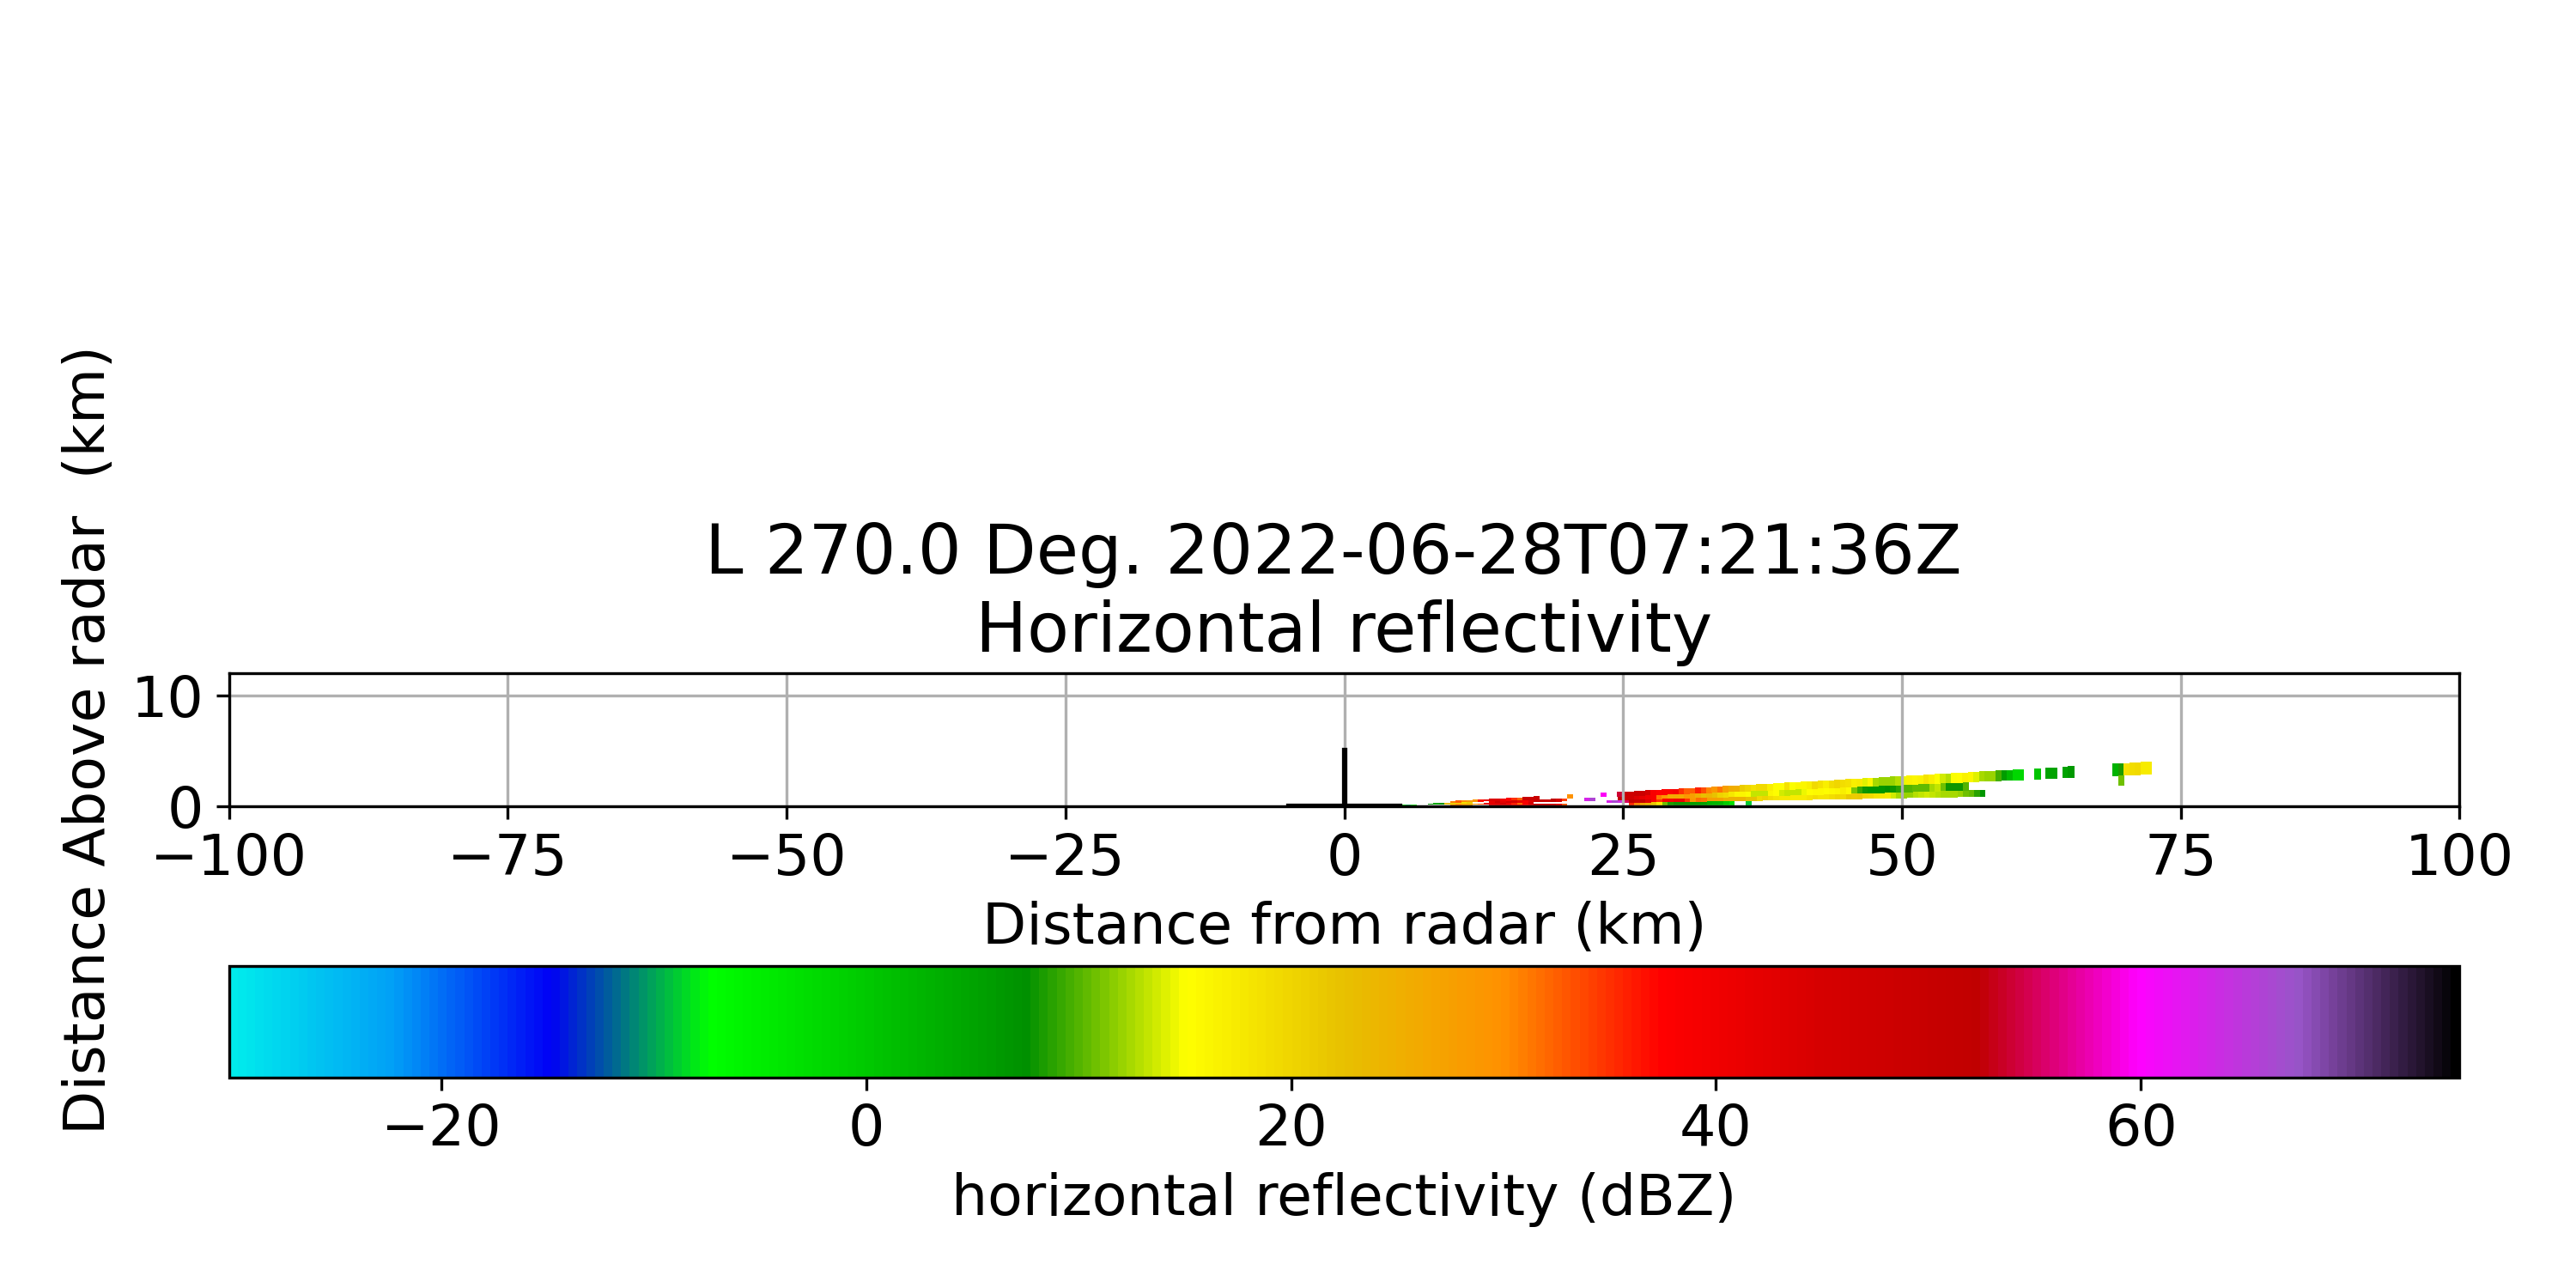 L 270.0 Deg. 2022-06-28T07:21:36Z
Horizontal reflectivity
Distance Above radar  (km)
10
0
−100 −75 −50 −25 0 25 50 75 100
Distance from radar (km)
−20 0 20 40 60
horizontal reflectivity (dBZ)